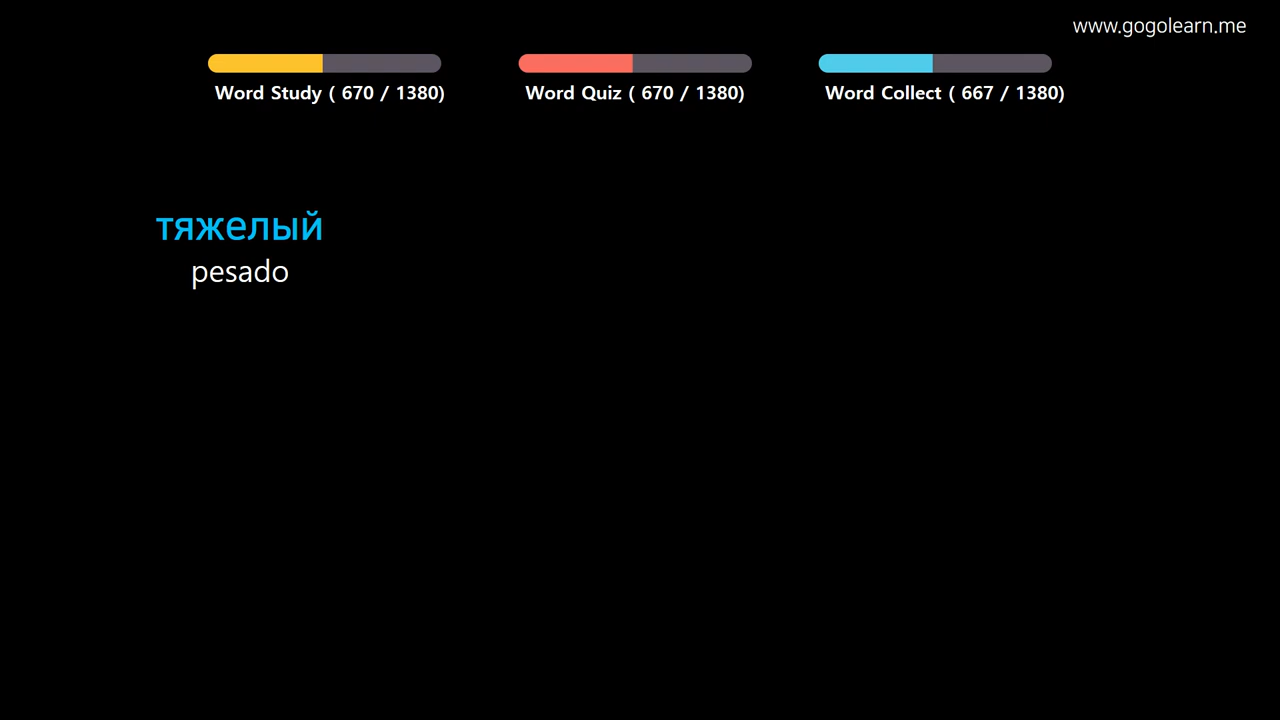 www.gogolearn.me
Word Study ( 670 / 1380)
Word Quiz ( 670 / 1380)
Word Collect ( 667 / 1380)
тяжелый
pesado